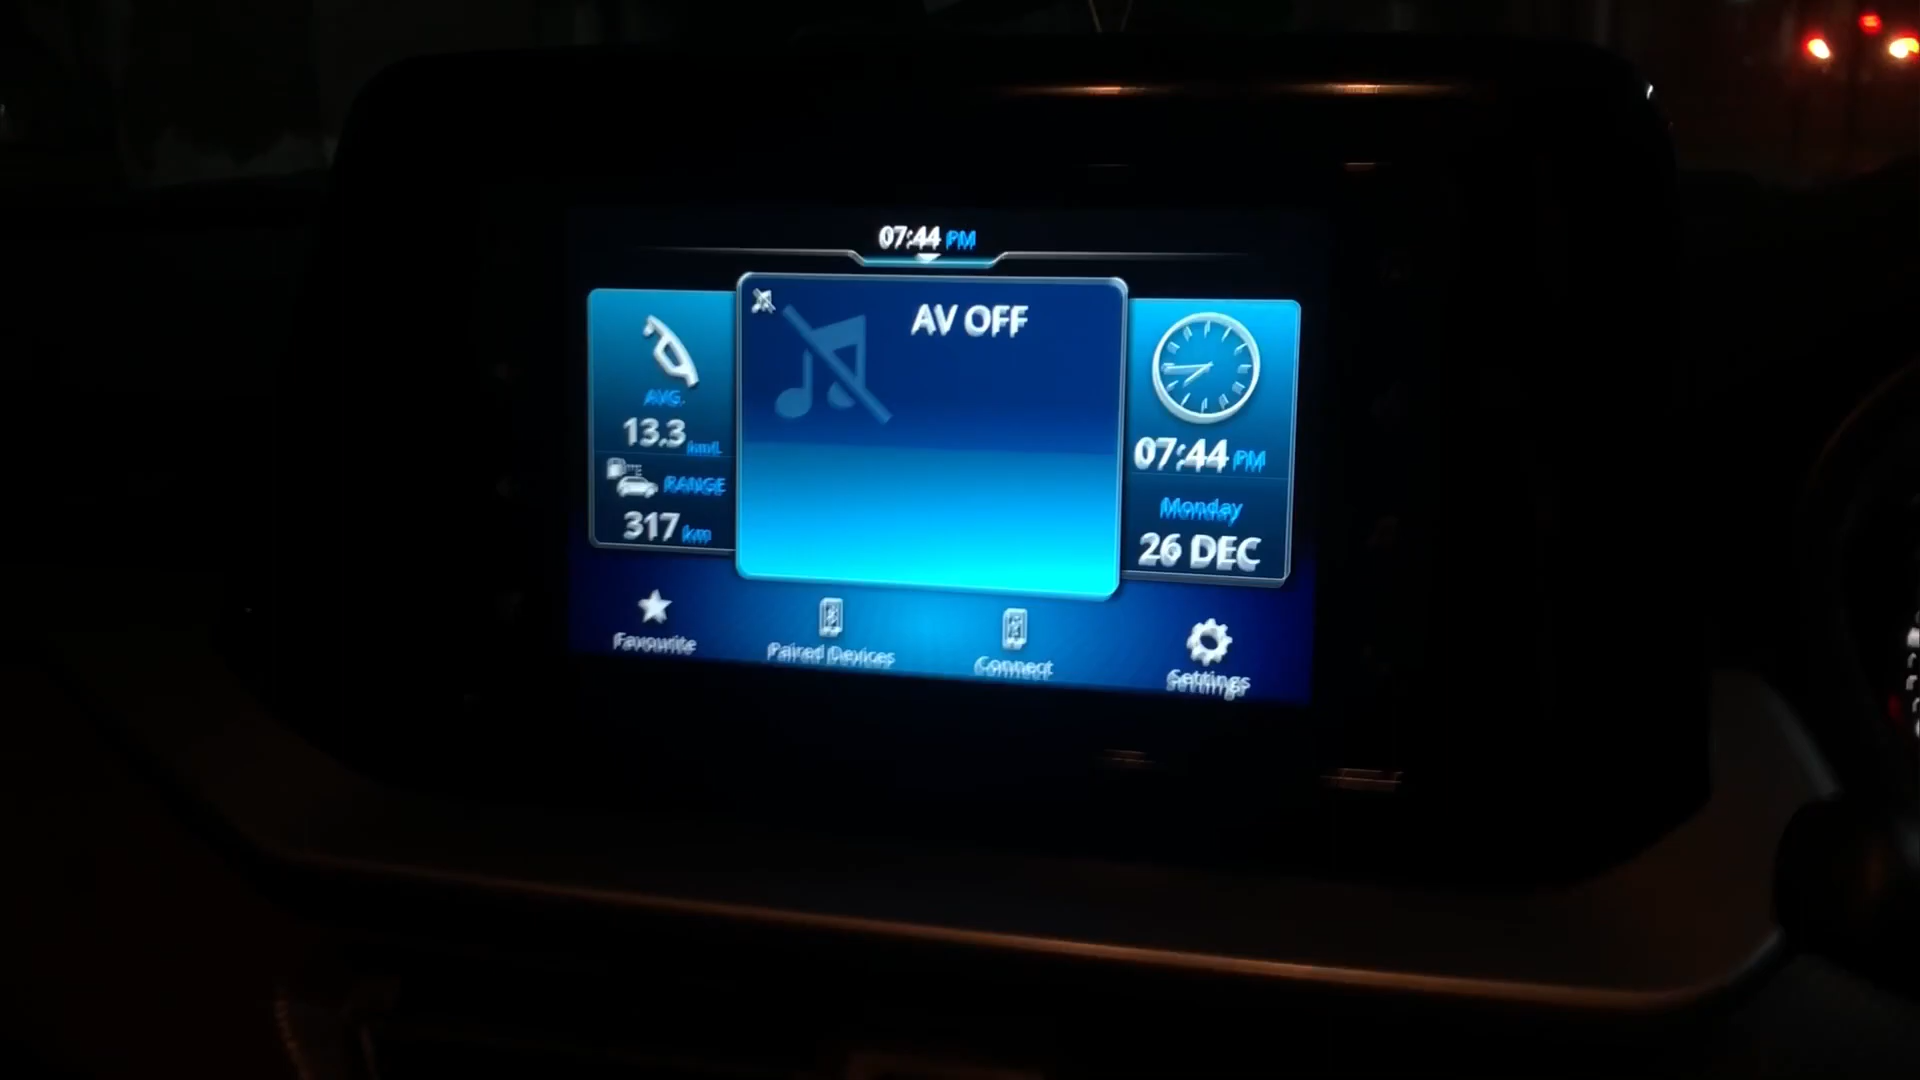 07:44 PM
AV OFF
AVG.
13.3 km/L
RANGE
317 km
07:44 PM
Monday
26 DEC
Favourite
Paired Devices
Connect
Settings